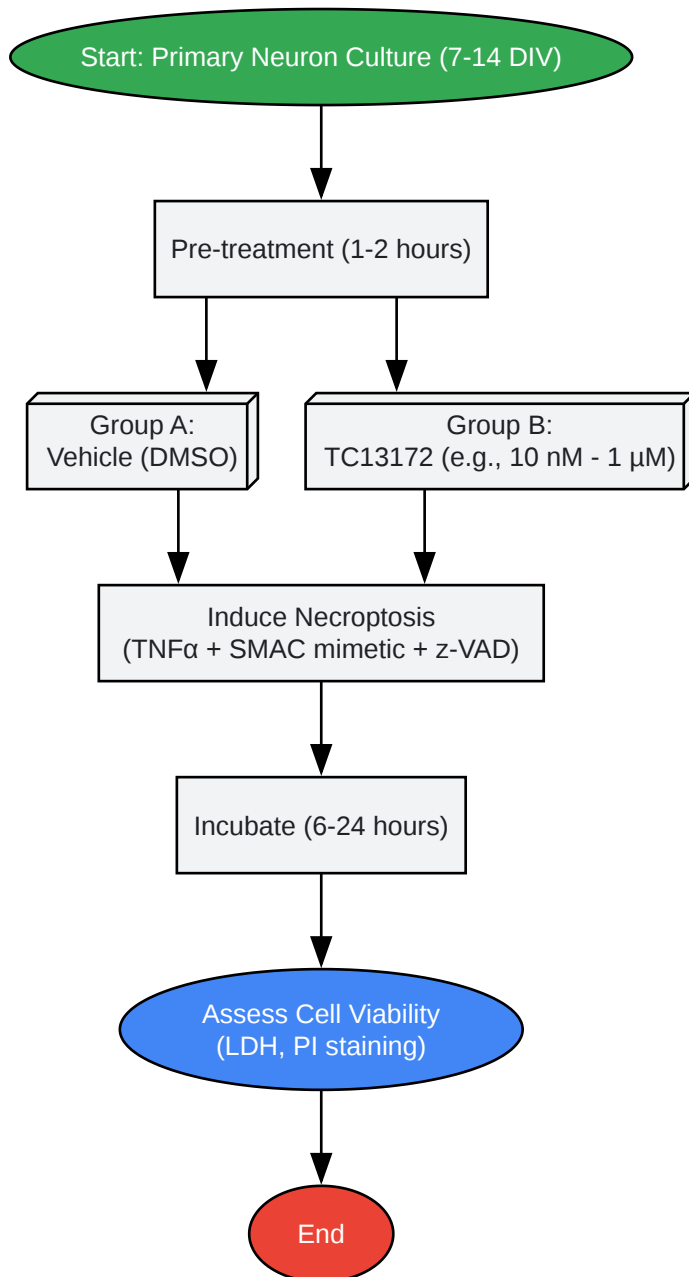 Start: Primary Neuron Culture (7-14 DIV)
Pre-treatment (1-2 hours)
Group A:
Vehicle (DMSO)
Group B:
TC13172 (e.g., 10 nM - 1 µM)
Induce Necroptosis
(TNFα + SMAC mimetic + z-VAD)
Incubate (6-24 hours)
Assess Cell Viability
(LDH, PI staining)
End